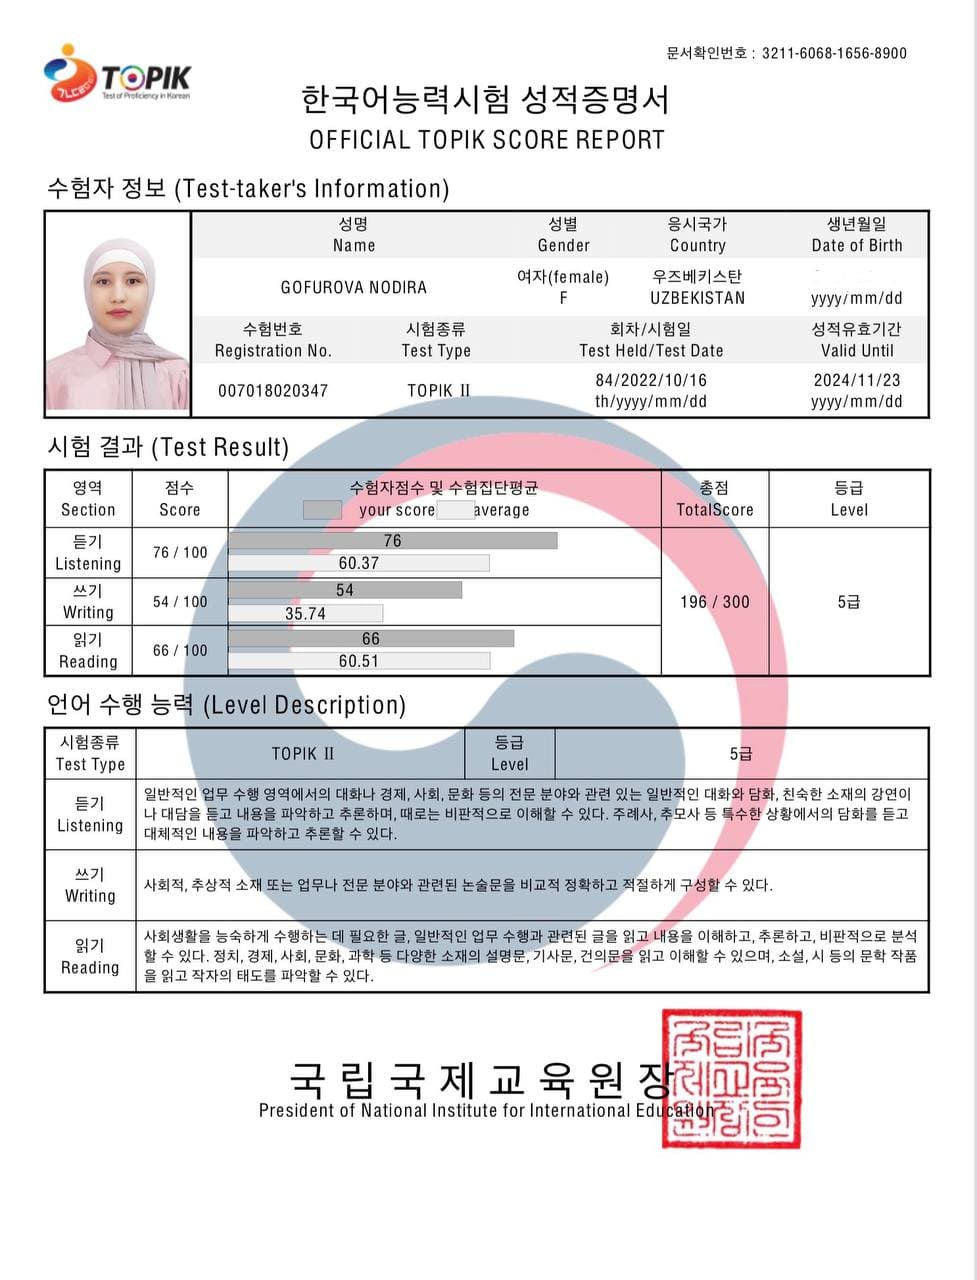 TOPIK
Test of Proficiency in Korean
문서확인번호 : 3211-6068-1656-8900
한국어능력시험 성적증명서
OFFICIAL TOPIK SCORE REPORT
수험자 정보 (Test-taker's Information)
성명 성별 응시국가 생년월일
Name Gender Country Date of Birth
GOFUROVA NODIRA 여자(female) F 우즈베키스탄 UZBEKISTAN yyyy/mm/dd
수험번호 시험종류 회차/시험일 성적유효기간
Registration No. Test Type Test Held/Test Date Valid Until
007018020347 TOPIK II 84/2022/10/16 th/yyyy/mm/dd 2024/11/23 yyyy/mm/dd
시험 결과 (Test Result)
영역 점수 수험자점수 및 수험집단평균 총점 등급
Section Score your score average TotalScore Level
듣기 Listening 76 / 100 76 60.37
쓰기 Writing 54 / 100 54 35.74 196 / 300 5급
읽기 Reading 66 / 100 66 60.51
언어 수행 능력 (Level Description)
시험종류 Test Type TOPIK II 등급 Level 5급
듣기 Listening
일반적인 업무 수행 영역에서의 대화나 경제, 사회, 문화 등의 전문 분야와 관련 있는 일반적인 대화와 담화, 친숙한 소재의 강연이
나 대담을 듣고 내용을 파악하고 추론하며, 때로는 비판적으로 이해할 수 있다. 주례사, 추모사 등 특수한 상황에서의 담화를 듣고
대체적인 내용을 파악하고 추론할 수 있다.
쓰기 Writing
사회적, 추상적 소재 또는 업무나 전문 분야와 관련된 논술문을 비교적 정확하고 적절하게 구성할 수 있다.
읽기 Reading
사회생활을 능숙하게 수행하는 데 필요한 글, 일반적인 업무 수행과 관련된 글을 읽고 내용을 이해하고, 추론하고, 비판적으로 분석
할 수 있다. 정치, 경제, 사회, 문화, 과학 등 다양한 소재의 설명문, 기사문, 건의문을 읽고 이해할 수 있으며, 소설, 시 등의 문학 작품
을 읽고 작자의 태도를 파악할 수 있다.
국립국제교육원장
President of National Institute for International Education